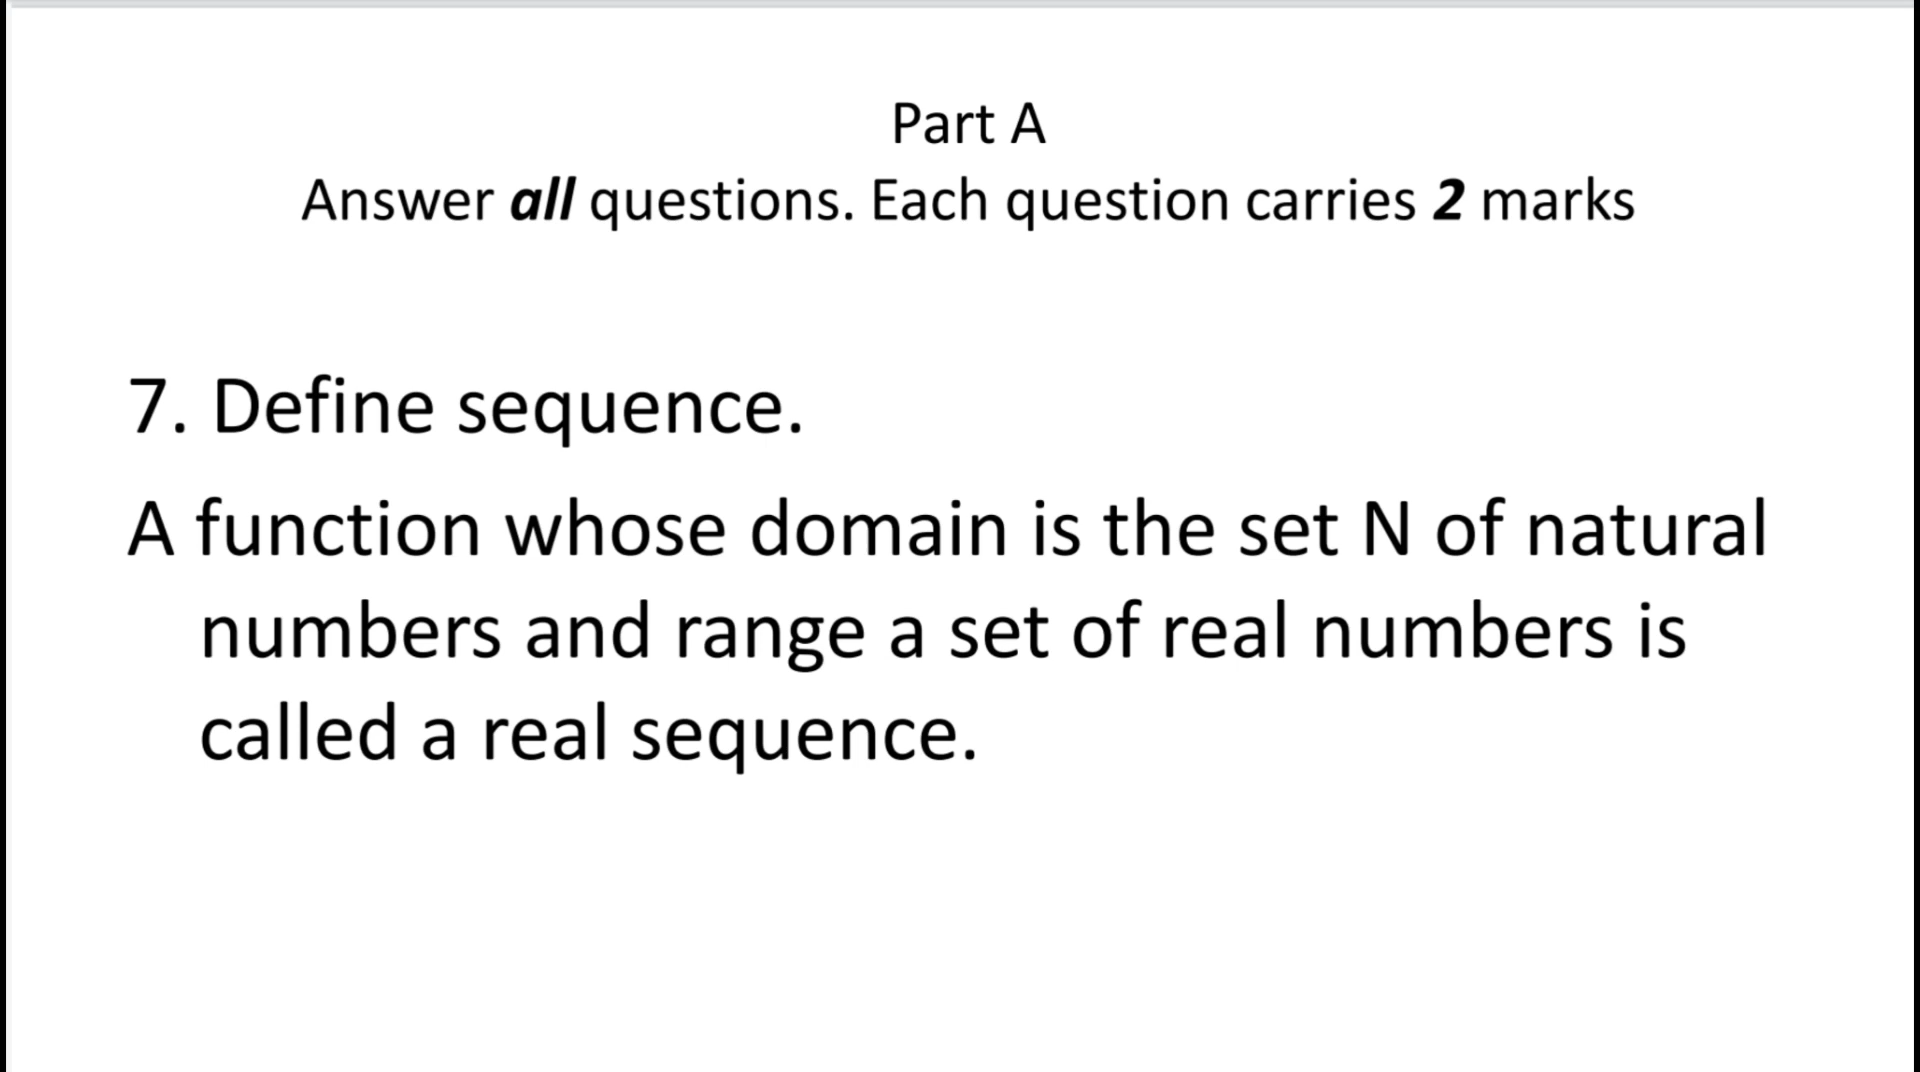 Part A
Answer all questions. Each question carries 2 marks
7. Define sequence.
A function whose domain is the set N of natural
numbers and range a set of real numbers is
called a real sequence.